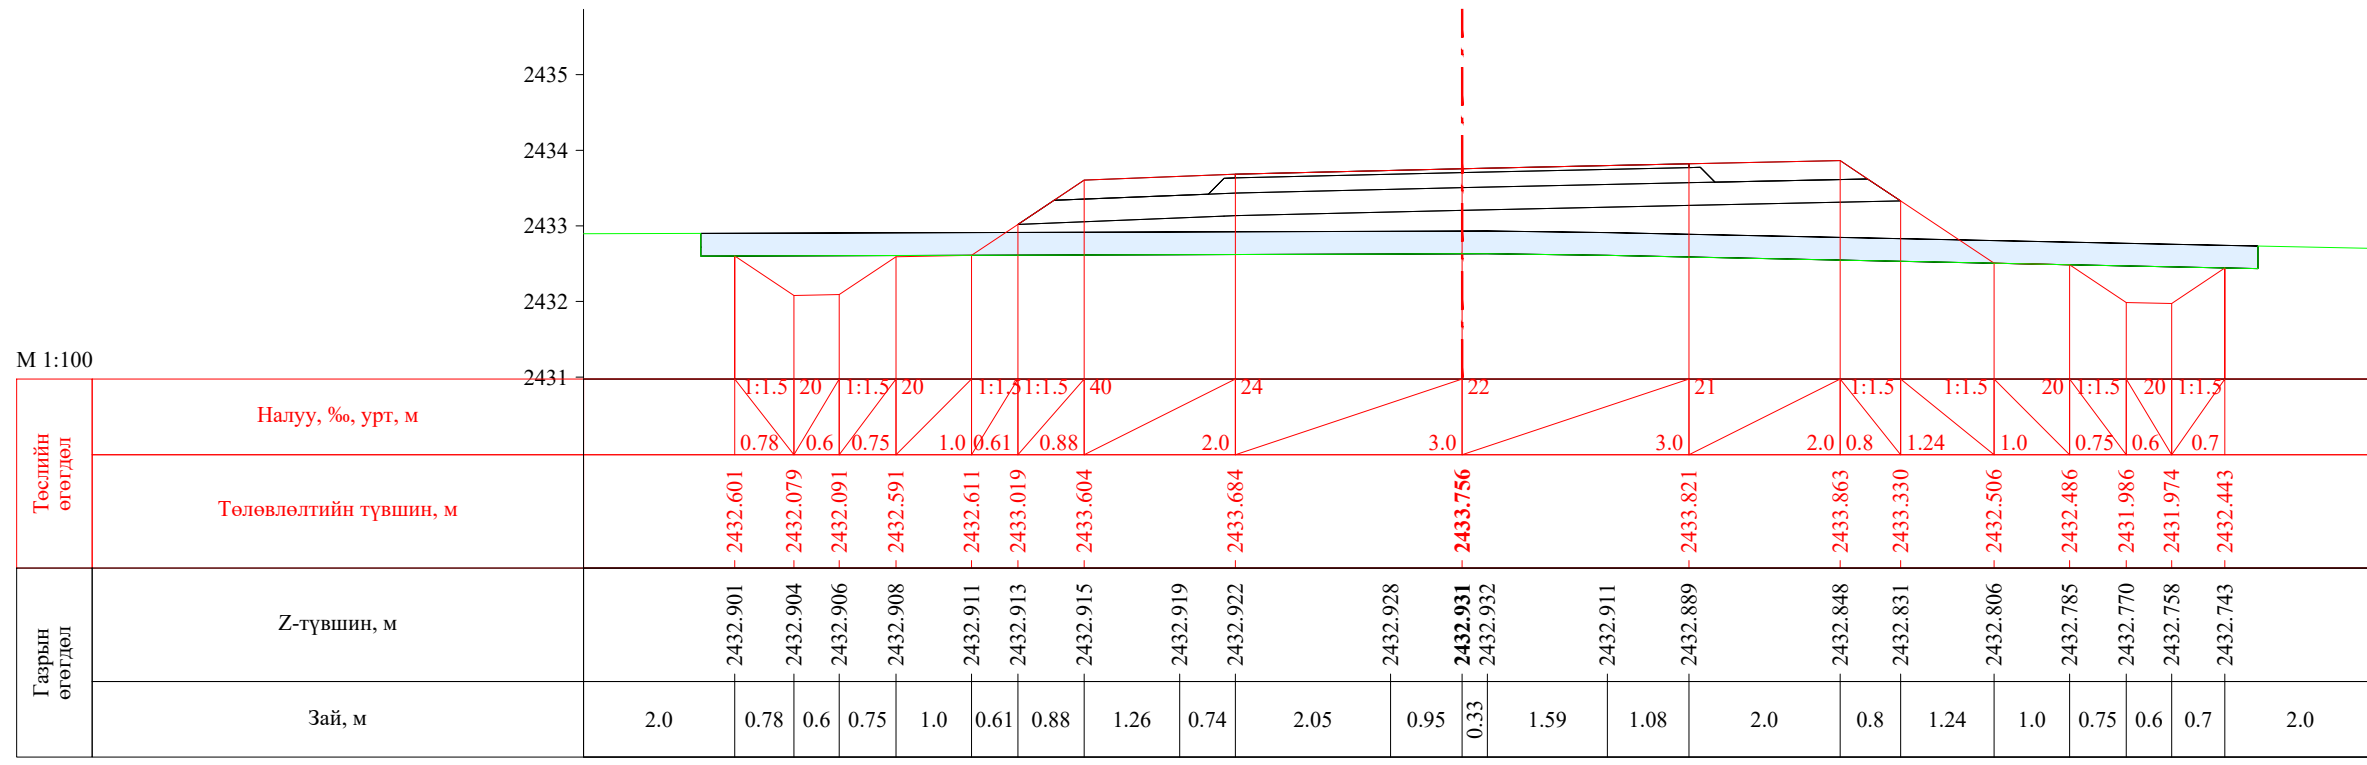 2435
2434
2433
2432
2431
М 1:100
Төслийн өгөгдөл
Налуу, ‰, урт, м
1:1.5 20 1:1.5 20 1:1.5 1:1.5 40 24 22 21 1:1.5 1:1.5 20 1:1.5 20 1:1.5
0.78 0.6 0.75 1.0 0.61 0.88 2.0 3.0 3.0 2.0 0.8 1.24 1.0 0.75 0.6 0.7
Төлөвлөлтийн түвшин, м
2432.601 2432.079 2432.091 2432.591 2432.611 2433.019 2433.604 2433.684 2433.756 2433.821 2433.863 2433.330 2432.506 2432.486 2431.986 2431.974 2432.443
Газрын өгөгдөл
Z-түвшин, м
2432.901 2432.904 2432.906 2432.908 2432.911 2432.913 2432.915 2432.919 2432.922 2432.928 2432.931 2432.932 2432.911 2432.889 2432.848 2432.831 2432.806 2432.785 2432.770 2432.758 2432.743
Зай, м
2.0 0.78 0.6 0.75 1.0 0.61 0.88 1.26 0.74 2.05 0.95 0.33 1.59 1.08 2.0 0.8 1.24 1.0 0.75 0.6 0.7 2.0